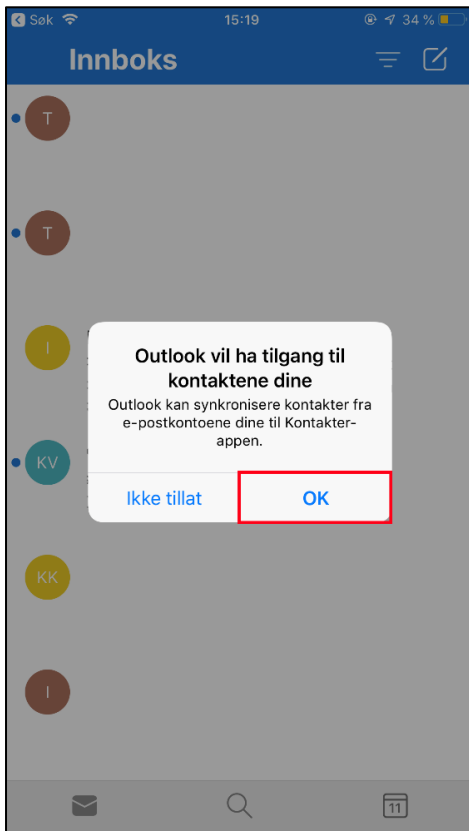 Søk 15:19 34 %
Innboks
T
T
I
Outlook vil ha tilgang til
kontaktene dine
Outlook kan synkronisere kontakter fra
e-postkontoene dine til Kontakter-
appen.
KV
Ikke tillat OK
KK
I
11